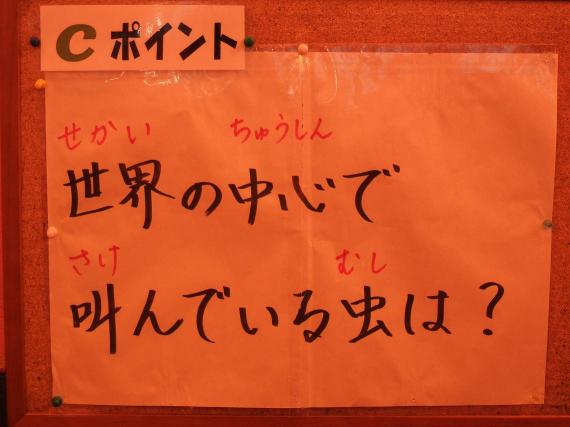 C ポイント
せかい ちゅうしん
世界の中心で
さけ むし
叫んでいる虫は？